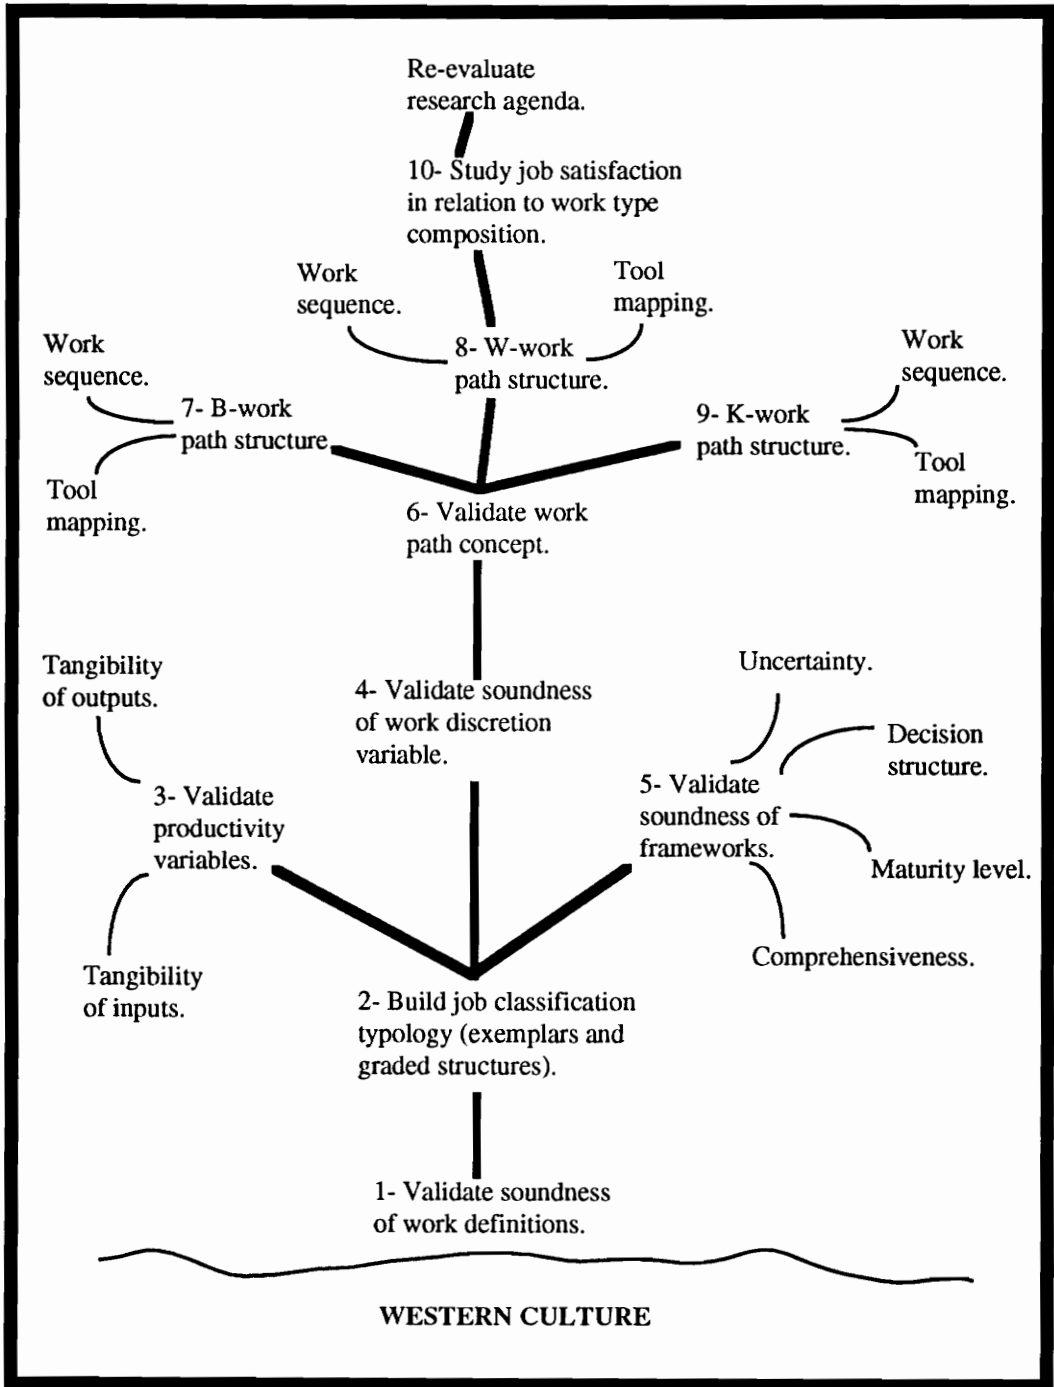 Re-evaluate
research agenda.
10- Study job satisfaction
in relation to work type
composition.
Work
sequence.
Tool
mapping.
8- W-work
path structure.
Work
sequence.
7- B-work
path structure
Tool
mapping.
Work
sequence.
9- K-work
path structure.
Tool
mapping.
6- Validate work
path concept.
Tangibility
of outputs.
4- Validate soundness
of work discretion
variable.
Uncertainty.
Decision
structure.
3- Validate
productivity
variables.
5- Validate
soundness of
frameworks.
Maturity level.
Comprehensiveness.
Tangibility
of inputs.
2- Build job classification
typology (exemplars and
graded structures).
1- Validate soundness
of work definitions.
WESTERN CULTURE